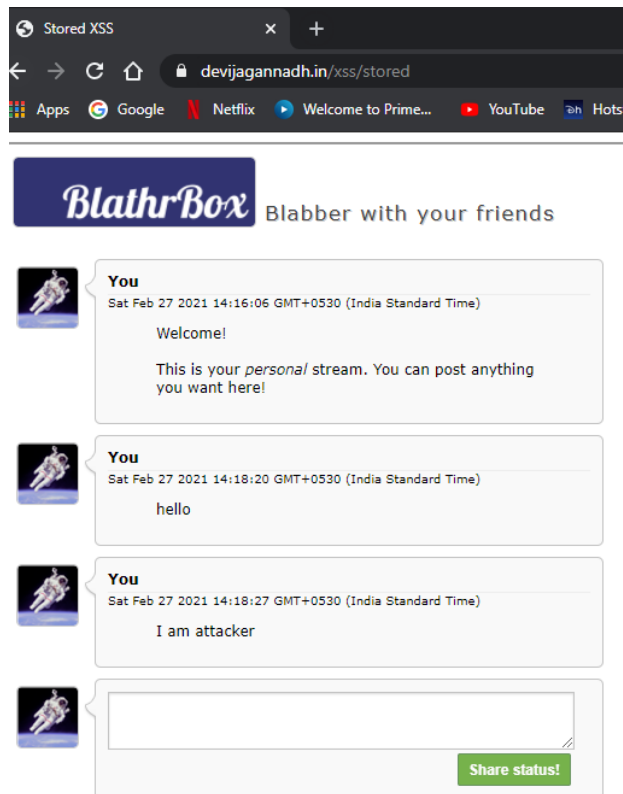 Stored XSS
devijagannadh.in/xss/stored
Apps Google Netflix Welcome to Prime... YouTube Hots
BlathrBox Blabber with your friends
You
Sat Feb 27 2021 14:16:06 GMT+0530 (India Standard Time)
Welcome!
This is your personal stream. You can post anything
you want here!
You
Sat Feb 27 2021 14:18:20 GMT+0530 (India Standard Time)
hello
You
Sat Feb 27 2021 14:18:27 GMT+0530 (India Standard Time)
I am attacker
Share status!